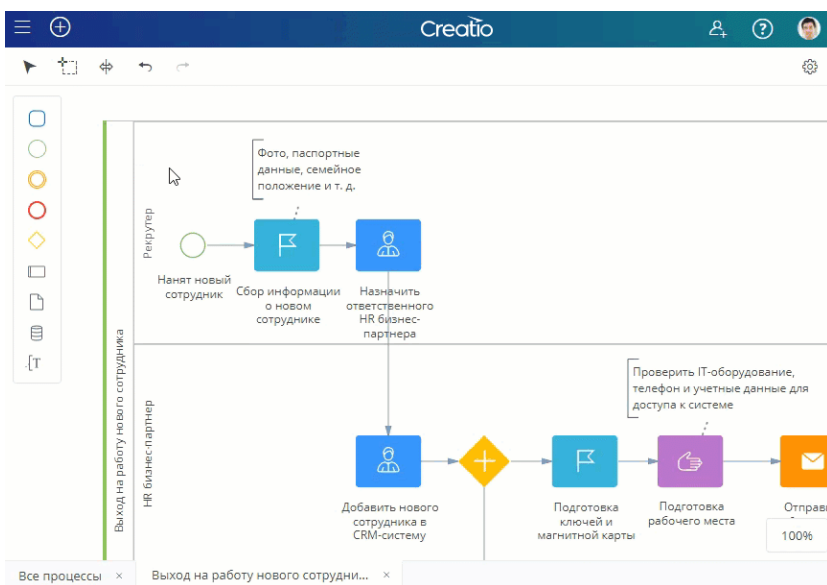 Creatio
Фото, паспортные
данные, семейное
положение и т. д.
Рекрутер
Нанят новый
сотрудник
Сбор информации
о новом
сотруднике
Назначить
ответственного
HR бизнес-
партнера
Выход на работу нового сотрудника
HR бизнес-партнер
Проверить IT-оборудование,
телефон и учетные данные для
доступа к системе
Добавить нового
сотрудника в
CRM-систему
Подготовка
ключей и
магнитной карты
Подготовка
рабочего места
100%
Все процессы ×
Выход на работу нового сотрудни... ×